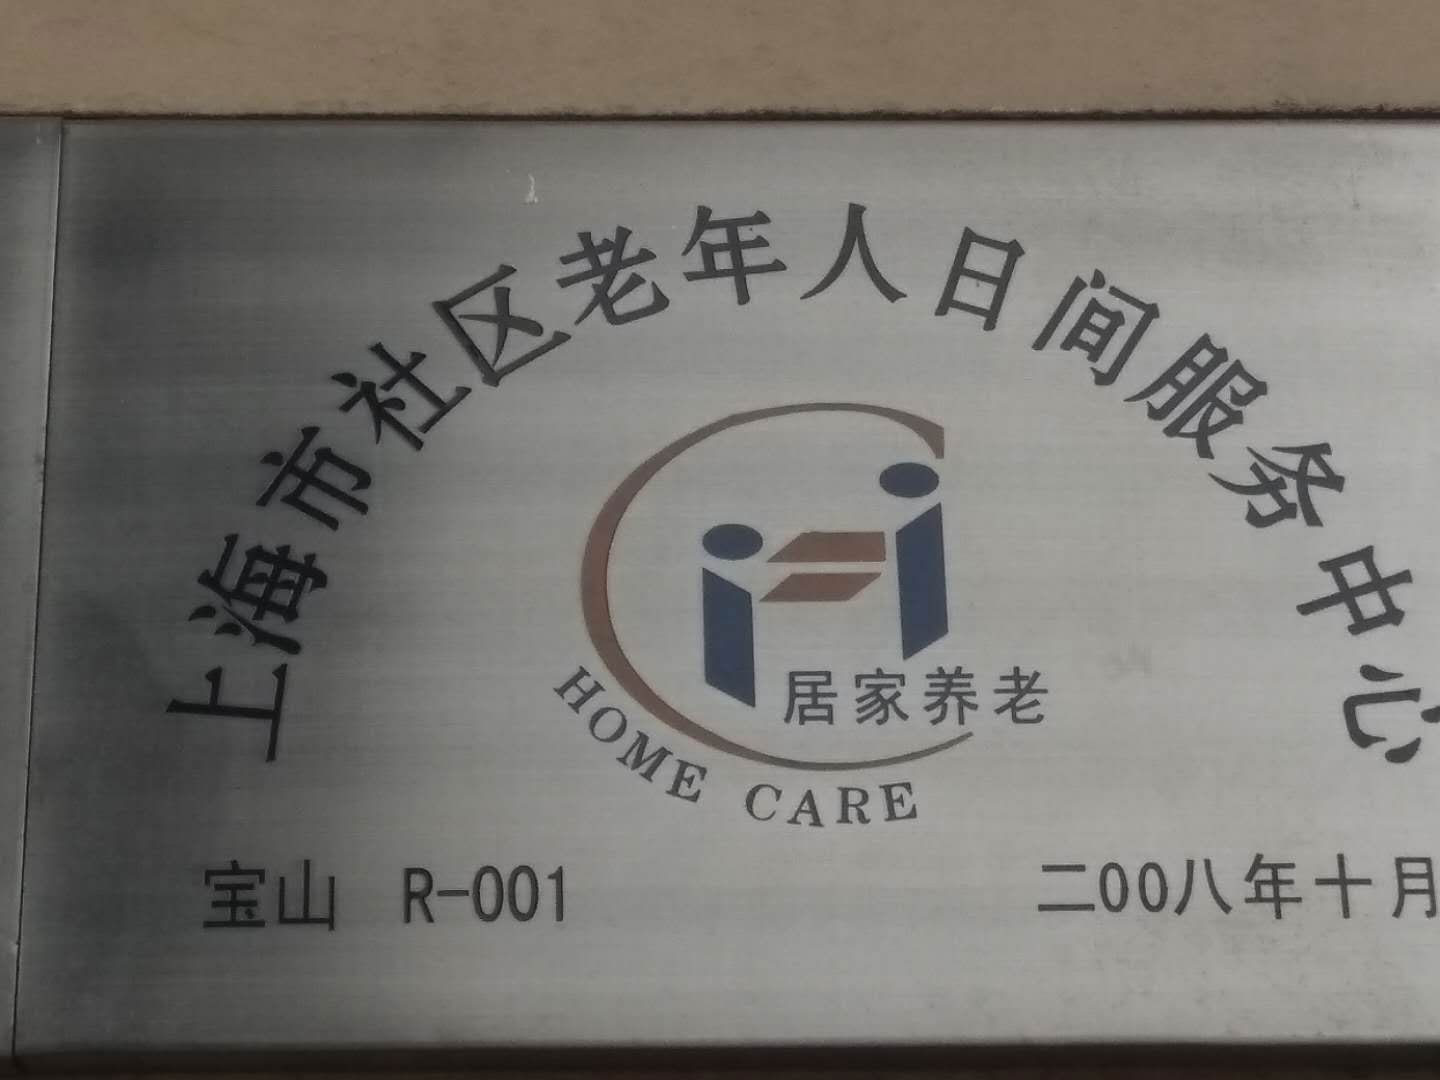 上海市社区老年人日间服务中心
居家养老
HOME CARE
宝山 R-001
二00八年十月